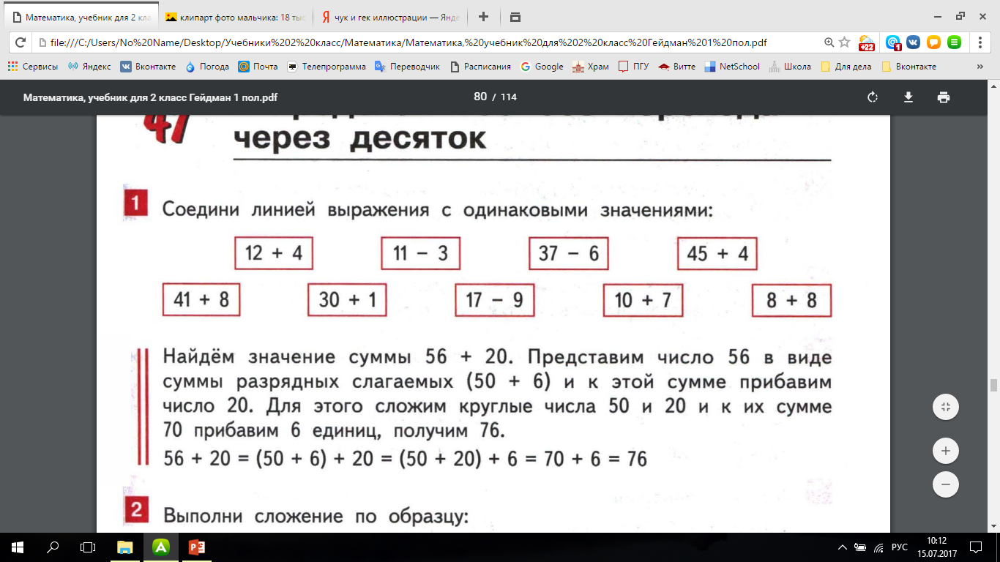 Математика, учебник для 2 кла
клипарт фото мальчика: 18 тыс
чук и гек иллюстрации — Янде
file:///C:/Users/No%20Name/Desktop/Учебники%202%20класс/Математика/Математика,%20учебник%20для%202%20класс%20Гейдман%201%20пол.pdf
+22
1
Сервисы Яндекс Вконтакте Погода Почта Телепрограмма Переводчик Расписания Google Храм ПГУ Витте NetSchool Школа Для дела Вконтакте »
Математика, учебник для 2 класс Гейдман 1 пол.pdf
80 / 114
47
через десяток
1 Соедини линией выражения с одинаковыми значениями:
12 + 4 11 − 3 37 − 6 45 + 4
41 + 8 30 + 1 17 − 9 10 + 7 8 + 8
Найдём значение суммы 56 + 20. Представим число 56 в виде
суммы разрядных слагаемых (50 + 6) и к этой сумме прибавим
число 20. Для этого сложим круглые числа 50 и 20 и к их сумме
70 прибавим 6 единиц, получим 76.
56 + 20 = (50 + 6) + 20 = (50 + 20) + 6 = 70 + 6 = 76
2 Выполни сложение по образцу:
РУС
10:12
15.07.2017